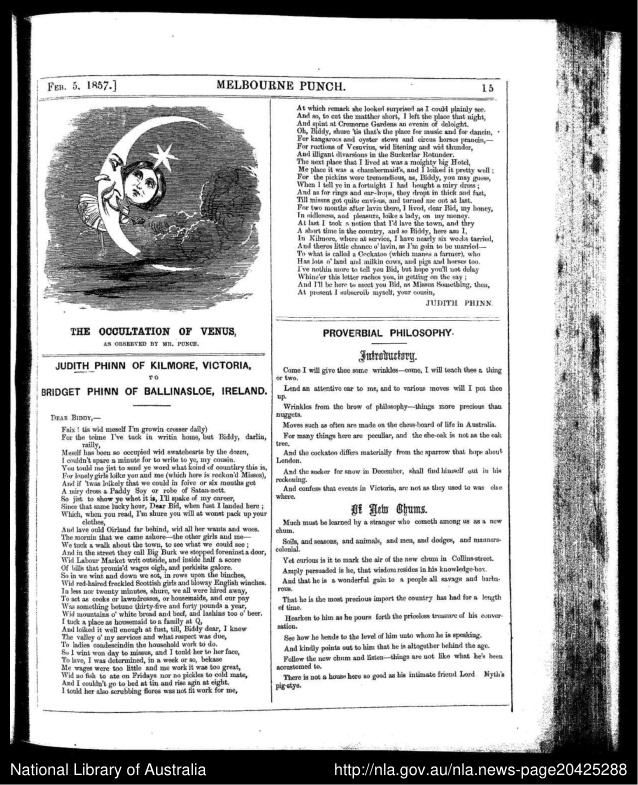 FEB. 5, 1857.]
MELBOURNE PUNCH.
15
THE OCCULTATION OF VENUS,
AS OBSERVED BY MR. PUNCH.
JUDITH PHINN OF KILMORE, VICTORIA,
TO
BRIDGET PHINN OF BALLINASLOE, IRELAND.
DEAR BIDDY,—
Faix! tis wid meself I'm growin crosser daily)
For the teime I've tuck in writin home, but Biddy, darlin,
railly,
Meself has been so occupied wid swatehearts by the dozen,
I couldn't spare a minute for to write to ye, my cousin.
You tould me jist to send ye word what koind of counthry this is,
For lonely girls loike you and me (which here is reckon'd Misses),
And if 'twas loikely that we could in foive or six months got
A miry dress a Paddy Soy or robe of Satan-nett.
So jist to show ye whet it is, I'll spake of my career,
Since that same lucky hour, Dear Bid, when fust I landed here;
Which, when you read, I'm shure you will at wonst pack up your
clothes,
And lave ould Oirland far behind, wid all her wants and woes.
The mornin that we came ashore—the other girls and me—
We tuck a walk about the town, to see what we could see;
And in the street they call Big Burk we stopped foreninst a door,
Wid Labour Market writ outside, and inside half a score
Of bills that promis'd wages eigh, and perkisits galore.
So in we wint and down we sot, in rows upon the binches,
Wid red-haired freckled Scottish girls and blowsy English winches.
In less nor twenty minutes, shure, we all were hired away,
To act as cooks or lawndresses, or housemaids, and our pay
Was something betune thirty-five and forty pounds a year,
Wid mountains o' white bread and beef, and lashins too o' beer.
I tuck a place as housemaid to a family at Q,
And loiked it well enough at fust, till, Biddy dear, I knew
The valley o' my services and what respect was due,
To ladies condescindin the household work to do.
So I wint won day to missus, and I tould her to her face,
To lave, I was determined, in a week or so, bekase
Me wages were too little and me work it was too great,
Wid no fish to ate on Fridays nor no pickles to cold mate,
And I couldn't go to bed at tin and rise agin at eight.
I tould her also scrubbing floros was not fit work for me,
At which remark she looked surprised as I could plainly see.
And so, to cut the matther short, I left the place that night,
And spint at Cremorne Gardens an evenin of deloight.
Oh, Biddy, shure 'tis that's the place for music and for dancin,
For kangaroos and oyster stews and circus horses prancin,—
For ructions of Vesuvius, wid litening and wid thunder,
And illigant divarsions in the Suckerlar Rotunder.
The next place that I lived at was a moighty big Hotel,
Me place it was a chambermaid's, and I loiked it pretty well;
For the pickins were tremendious, as, Biddy, you may guess,
When I tell ye in a fortnight I had bought a miry dress;
And as for rings and ear-hops, they dropt in thick and fast,
Till missus got quite envious, and turned me out at last.
For two months after lavin there, I lived, dear Bid, my honey,
In oidleness, and pleasure, loike a lady, on my money.
At last I took a notion that I'd lave the town, and thry
A short time in the country, and so Biddy, here am I,
In Kilmore, where at service, I have nearly six weeks tarried,
And theres little chance o' lavin, as I'm goin to be married—
To what is called a Cockatoo (which manes a farmer), who
Has lots o' land and milkin cows, and pigs and horses too.
I've nothin more to tell you Bid, but hope you'll not delay
Whine'er this letter raches you, in getting on the say;
And I'll be here to meet you Bid, as Missus Something, then,
At present I subscroib myself, your cousin,
JUDITH PHINN.
PROVERBIAL PHILOSOPHY.
Introductory.
Come I will give thee some wrinkles—come, I will teach thee a thing
or two.
Lend an attentive ear to me, and to various moves will I put thee
up.
Wrinkles from the brow of philosophy—things more precious than
nuggets.
Moves such as often are made on the chess-board of life in Australia.
For many things here are peculiar, and the she-oak is not as the oak
tree.
And the cockatoo differs materially from the sparrow that hops about
London.
And the seeker for snow in December, shall find himself out in his
reckoning.
And confess that events in Victoria, are not as they used to was else
where.
Of New Chums.
Much must be learned by a stranger who cometh among us as a new
chum.
Soils, and seasons, and animals, and men, and dodges, and manners
colonial.
Yet curious is it to mark the air of the new chum in Collins-street.
Amply persuaded is he, that wisdom resides in his knowledge-box.
And that he is a wonderful gain to a people all savage and barba-
rous.
That he is the most precious import the country has had for a length
of time.
Hearken to him as he pours forth the priceless treasure of his conver-
sation.
See how he bends to the level of him unto whom he is speaking.
And kindly points out to him that he is altogether behind the age.
Follow the new chum and listen—things are not like what he's been
accustomed to.
There is not a house here so good as his intimate friend Lord Myth's
pig-stye.
National Library of Australia
http://nla.gov.au/nla.news-page20425288